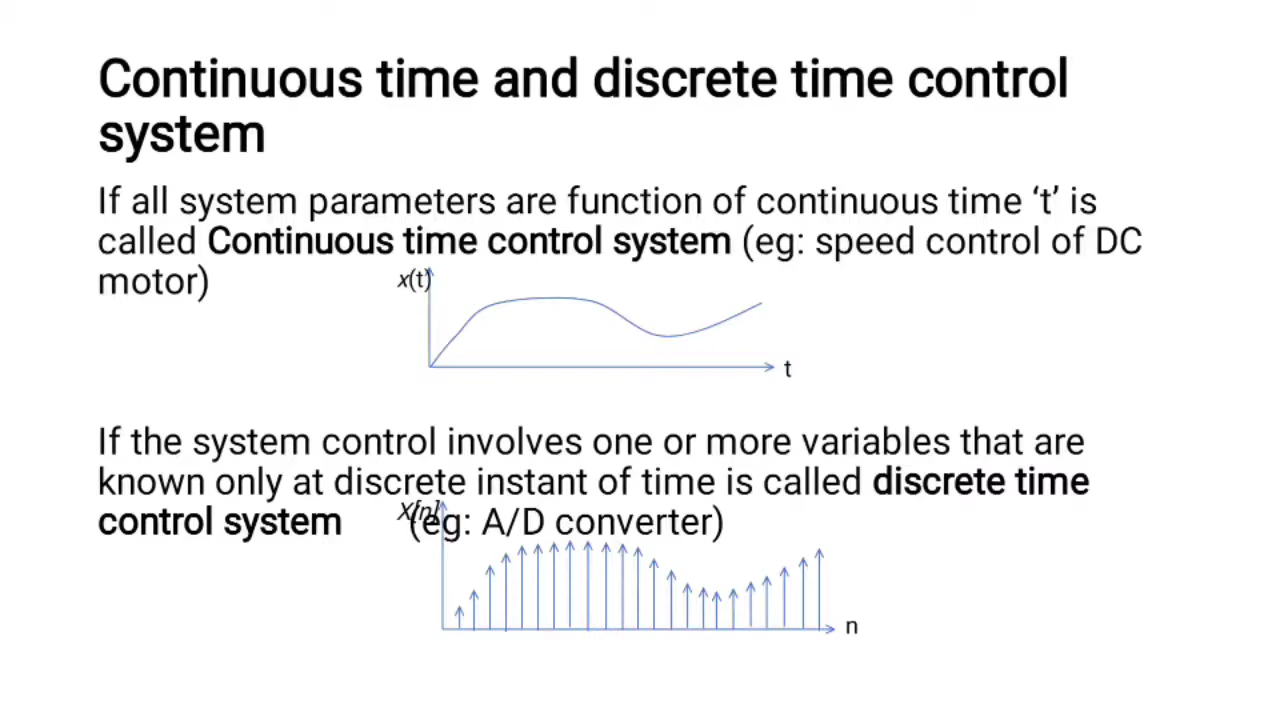 Continuous time and discrete time control
system
If all system parameters are function of continuous time ‘t’ is
called Continuous time control system (eg: speed control of DC
motor)
x(t)
t
If the system control involves one or more variables that are
known only at discrete instant of time is called discrete time
control system (eg: A/D converter)
X[n]
n